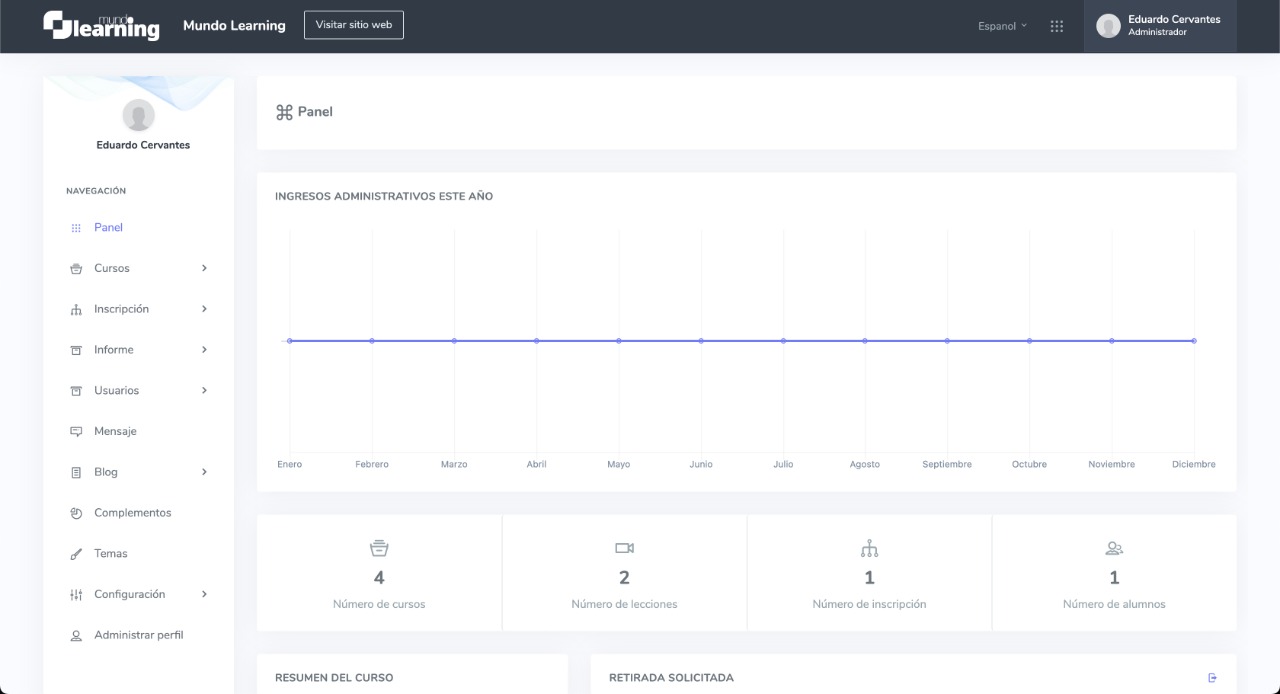 mundo
learning
Mundo Learning
Visitar sitio web
Espanol
Eduardo Cervantes
Administrador
Eduardo Cervantes
NAVEGACIÓN
Panel
Cursos
Inscripción
Informe
Usuarios
Mensaje
Blog
Complementos
Temas
Configuración
Administrar perfil
Panel
INGRESOS ADMINISTRATIVOS ESTE AÑO
Enero Febrero Marzo Abril Mayo Junio Julio Agosto Septiembre Octubre Noviembre Diciembre
4 2 1 1
Número de cursos Número de lecciones Número de inscripción Número de alumnos
RESUMEN DEL CURSO RETIRADA SOLICITADA